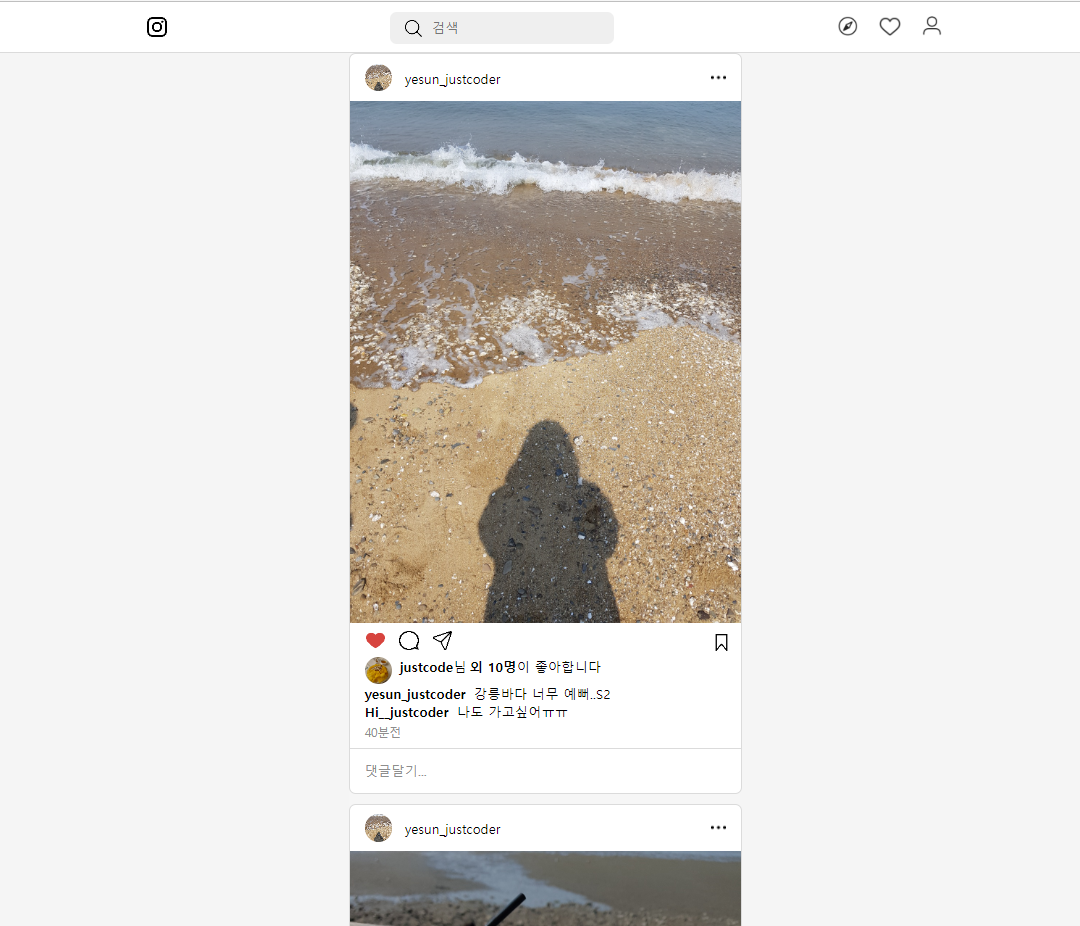 검색
yesun_justcoder
justcode님 외 10명이 좋아합니다
yesun_justcoder 강릉바다 너무 예뻐..S2
Hi__justcoder 나도 가고싶어ㅠㅠ
40분전
댓글달기...
yesun_justcoder